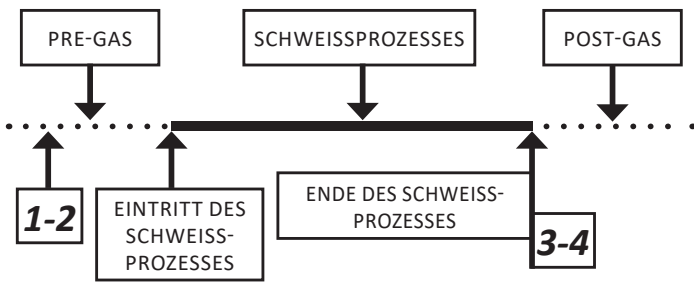 PRE-GAS
SCHWEISSPROZESSES
POST-GAS
1-2
EINTRITT DES
SCHWEISS-
PROZESSES
ENDE DES SCHWEISS-
PROZESSES
3-4